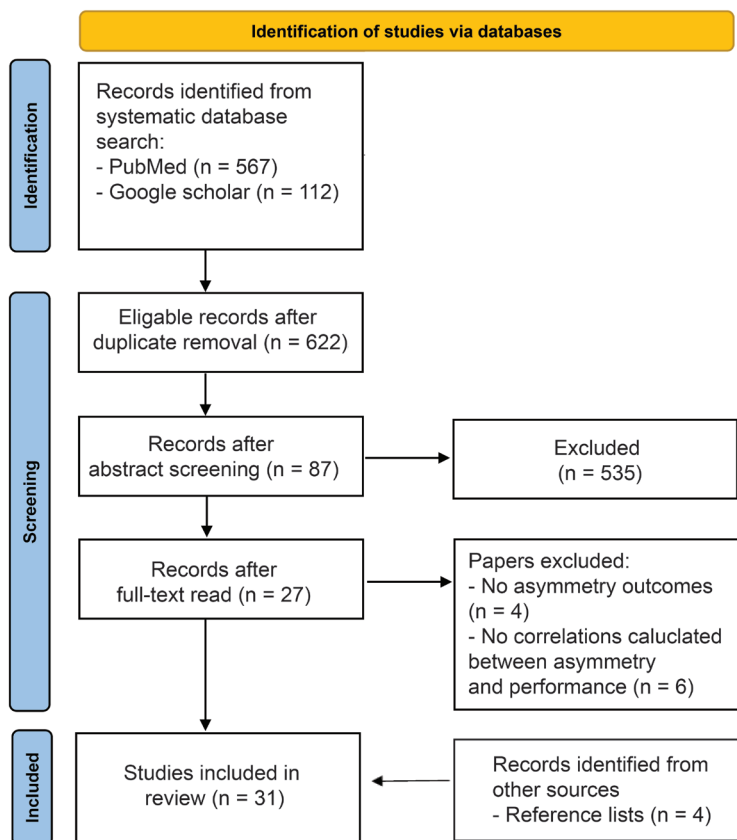 Identification of studies via databases
Identification
Records identified from
systematic database
search:
- PubMed (n = 567)
- Google scholar (n = 112)
Screening
Eligible records after
duplicate removal (n = 622)
Records after
abstract screening (n = 87)
Excluded
(n = 535)
Records after
full-text read (n = 27)
Papers excluded:
- No asymmetry outcomes
(n = 4)
- No correlations caluclated
between asymmetry
and performance (n = 6)
Included
Studies included in
review (n = 31)
Records identified from
other sources
- Reference lists (n = 4)